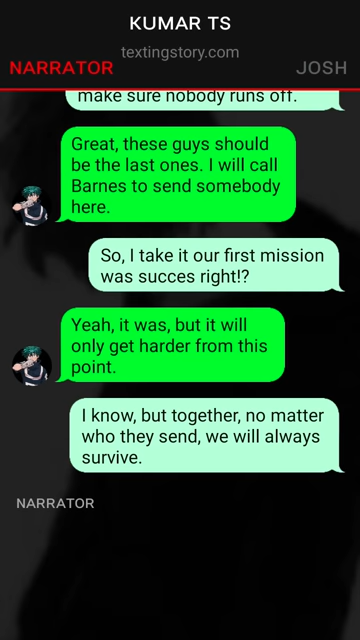 KUMAR TS
textingstory.com
NARRATOR JOSH
make sure nobody runs off.
Great, these guys should
be the last ones. I will call
Barnes to send somebody
here.
So, I take it our first mission
was succes right!?
Yeah, it was, but it will
only get harder from this
point.
I know, but together, no matter
who they send, we will always
survive.
NARRATOR